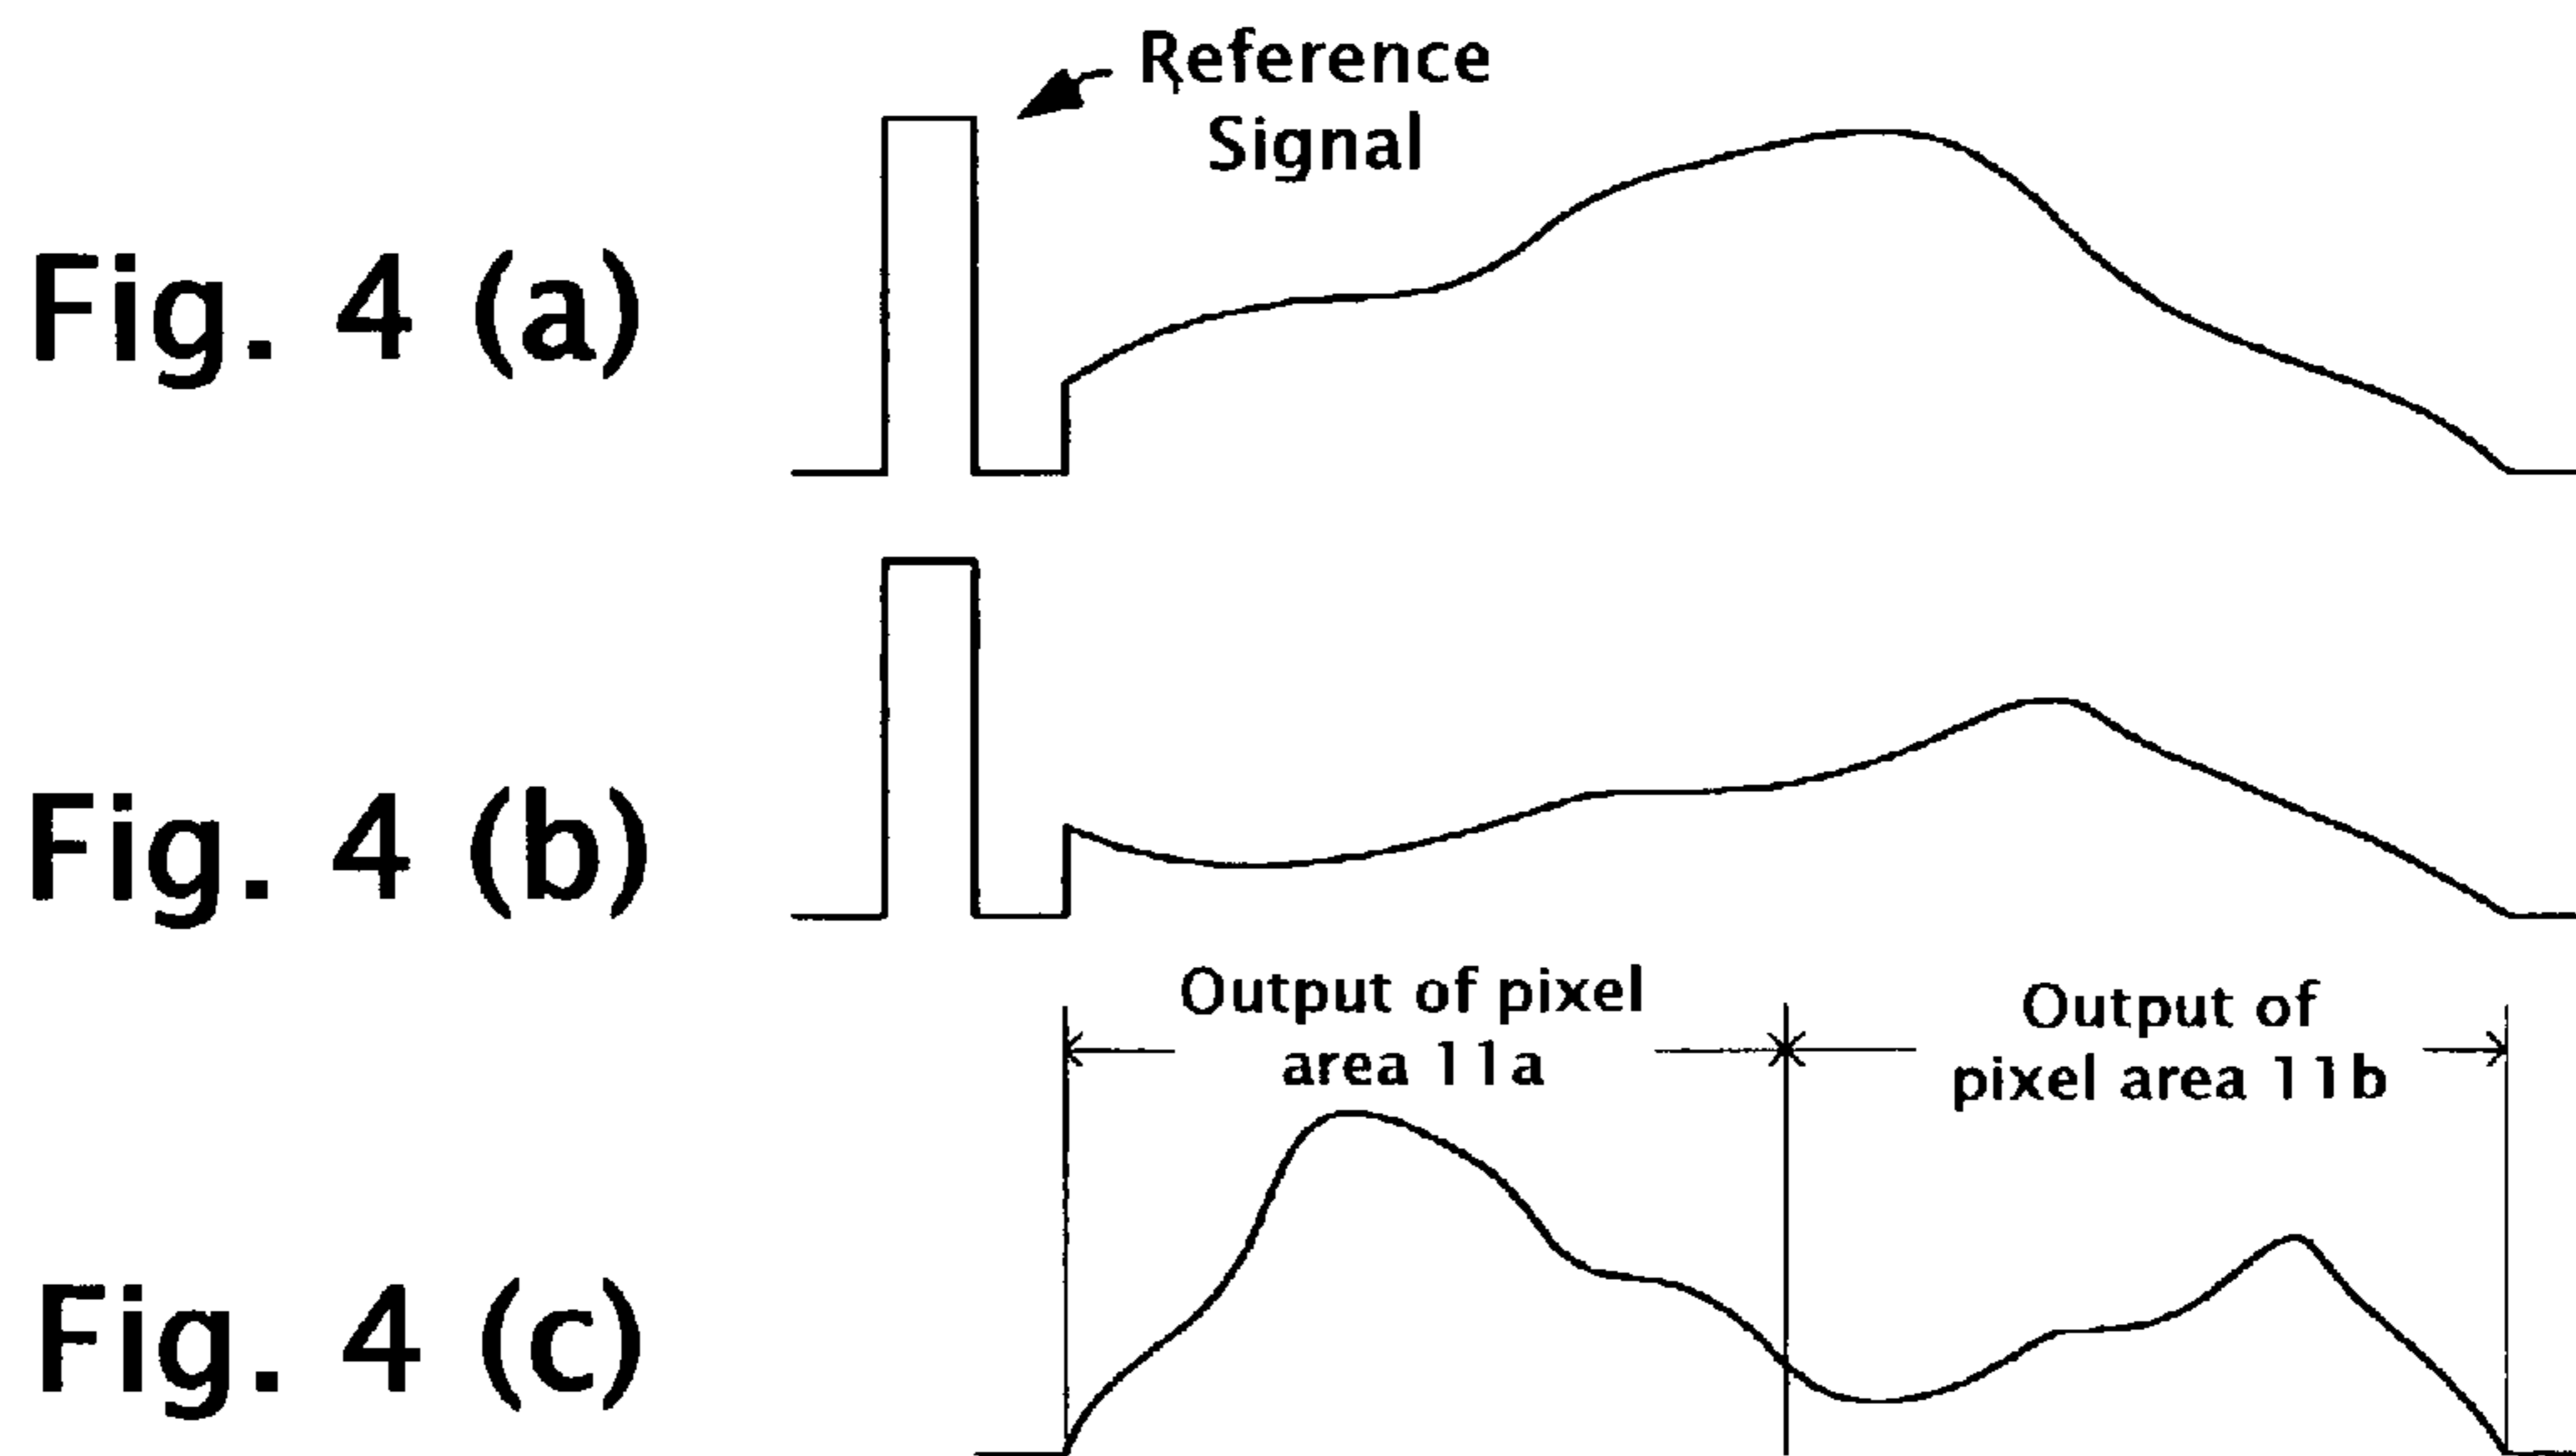 Reference
Signal
Fig. 4 (a)
Fig. 4 (b)
Output of pixel
area 11a
Output of
pixel area 11b
Fig. 4 (c)